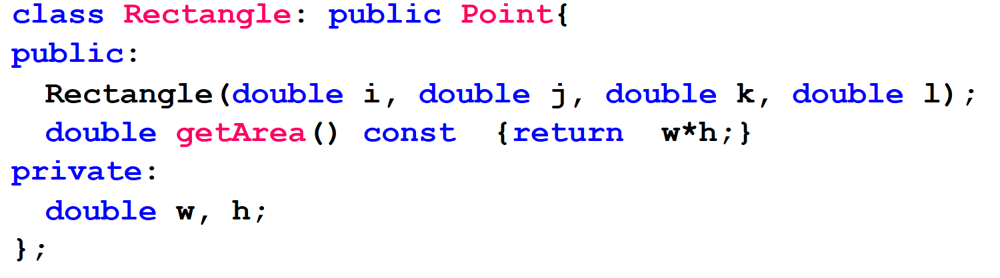 class Rectangle: public Point{
public:
  Rectangle(double i, double j, double k, double l);
  double getArea() const  {return  w*h;}
private:
  double w, h;
};